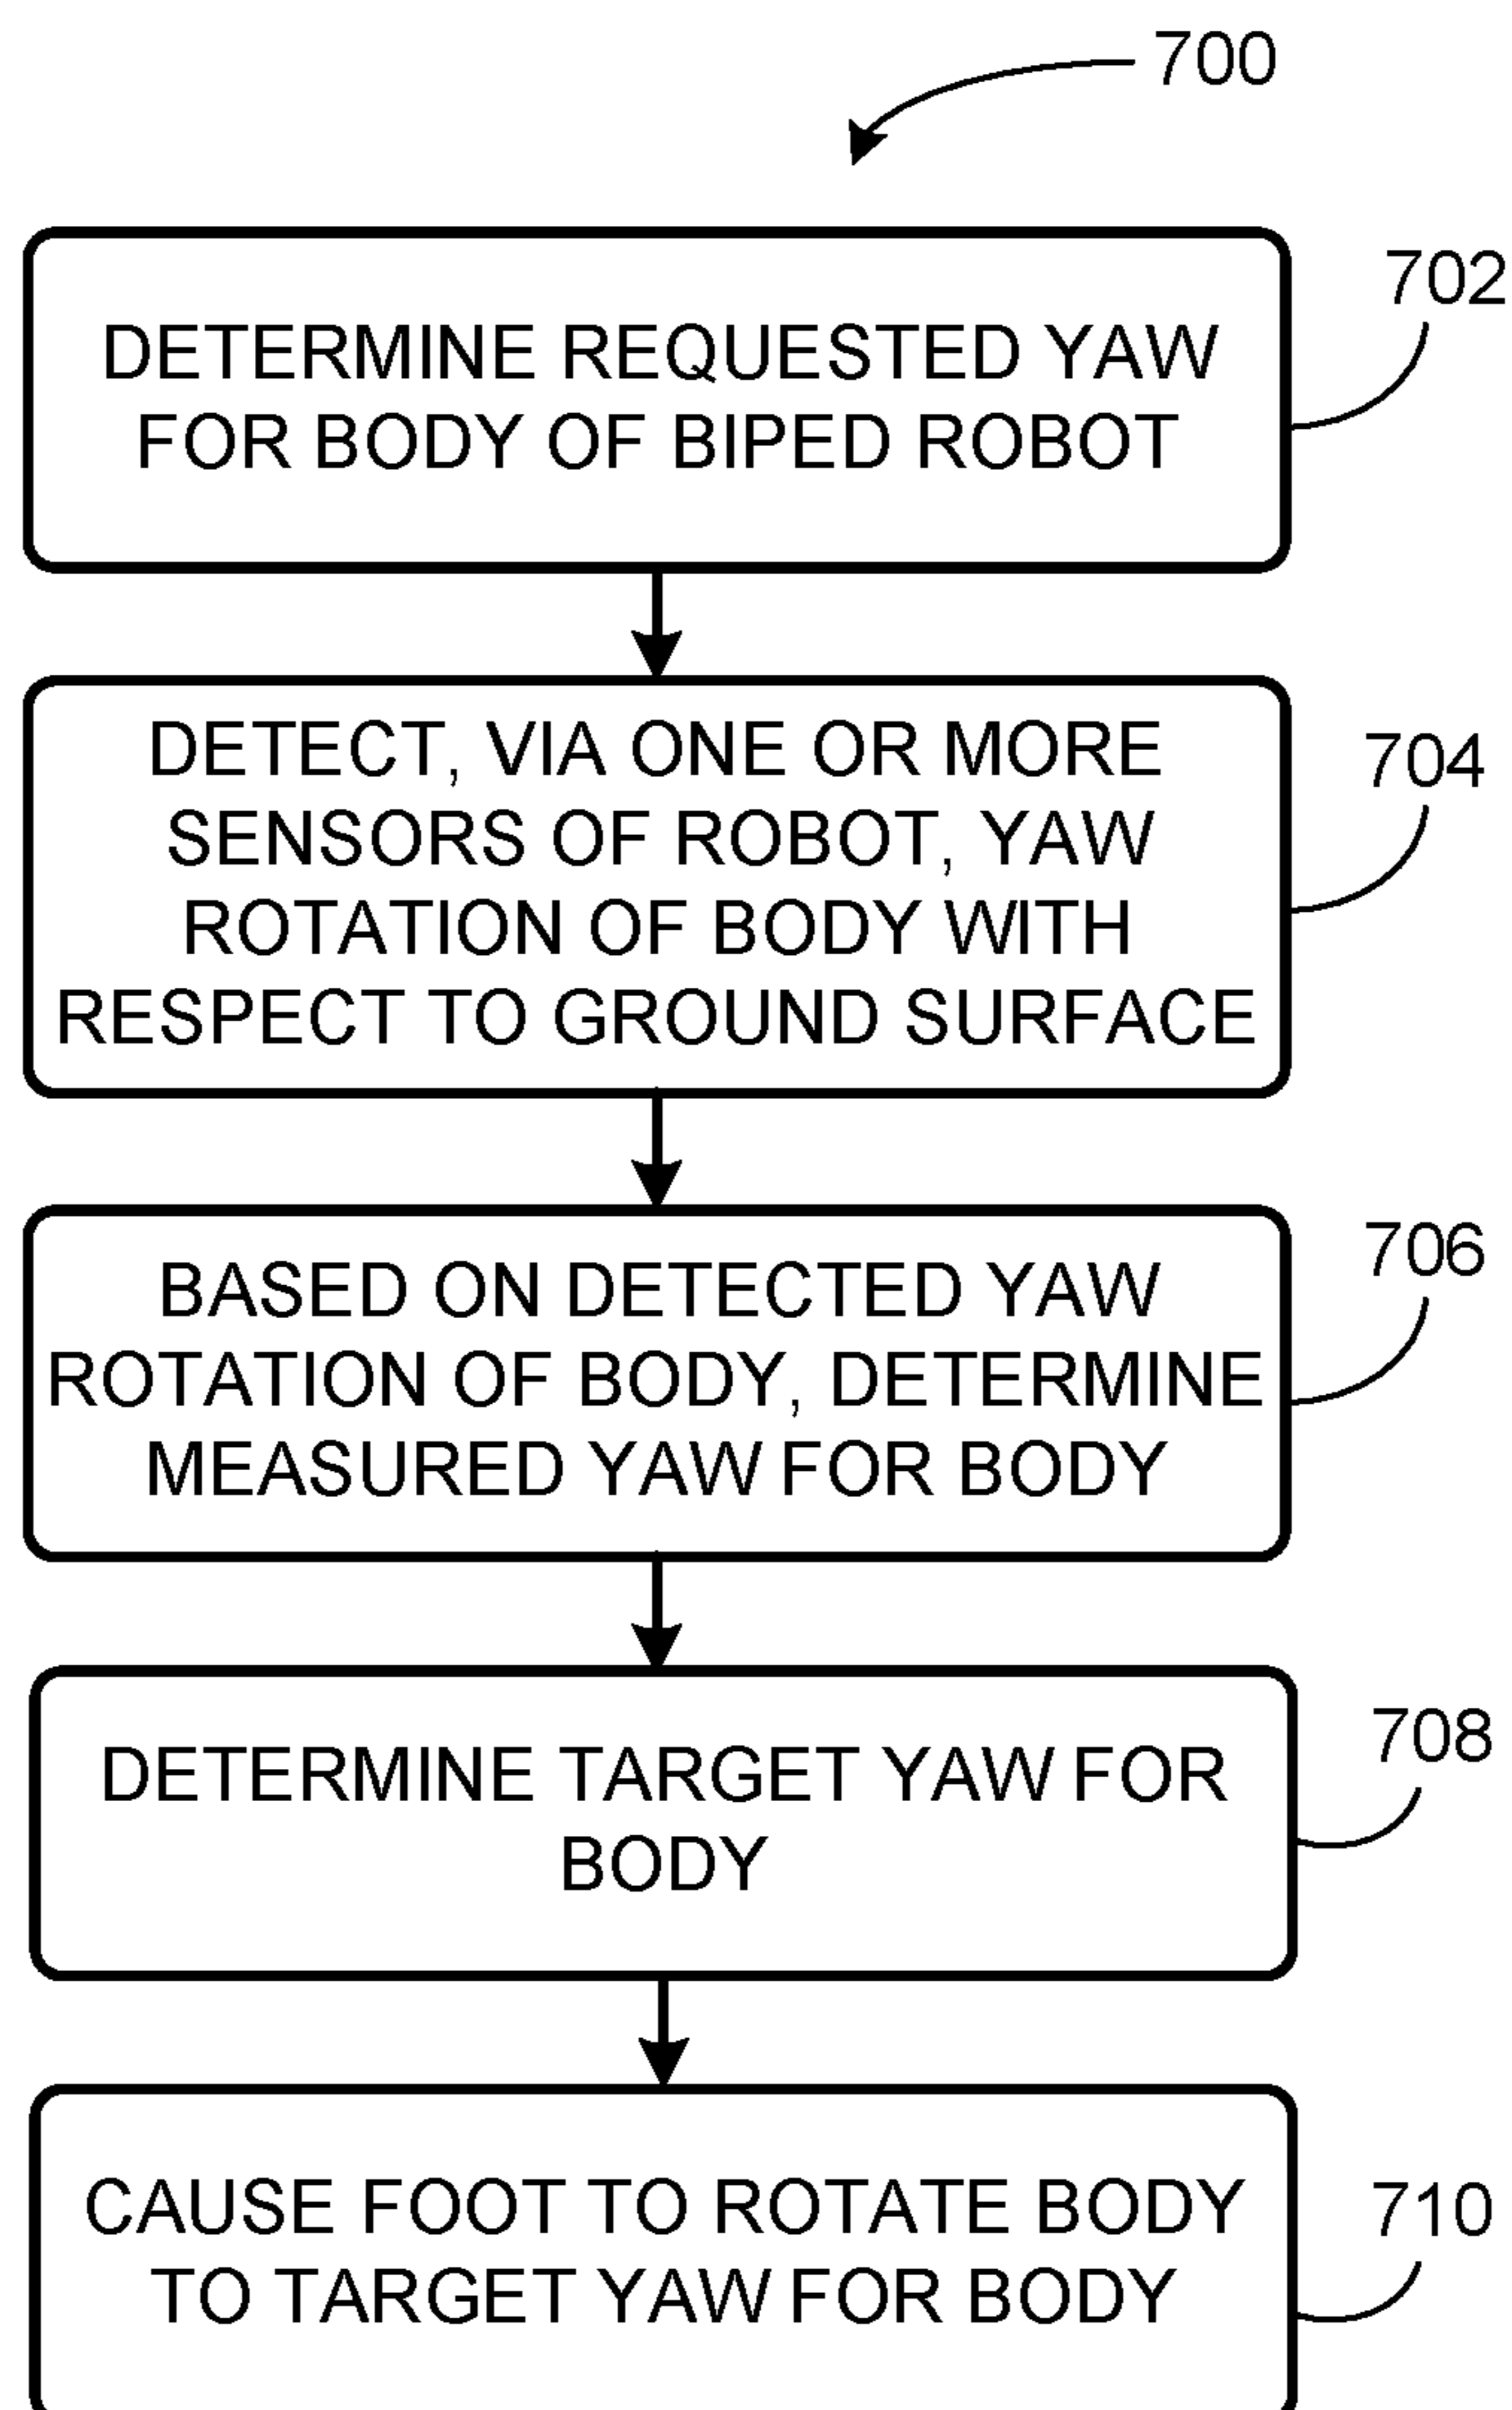 700
702
DETERMINE REQUESTED YAW
FOR BODY OF BIPED ROBOT
704
DETECT, VIA ONE OR MORE
SENSORS OF ROBOT, YAW
ROTATION OF BODY WITH
RESPECT TO GROUND SURFACE
706
BASED ON DETECTED YAW
ROTATION OF BODY, DETERMINE
MEASURED YAW FOR BODY
708
DETERMINE TARGET YAW FOR
BODY
710
CAUSE FOOT TO ROTATE BODY
TO TARGET YAW FOR BODY